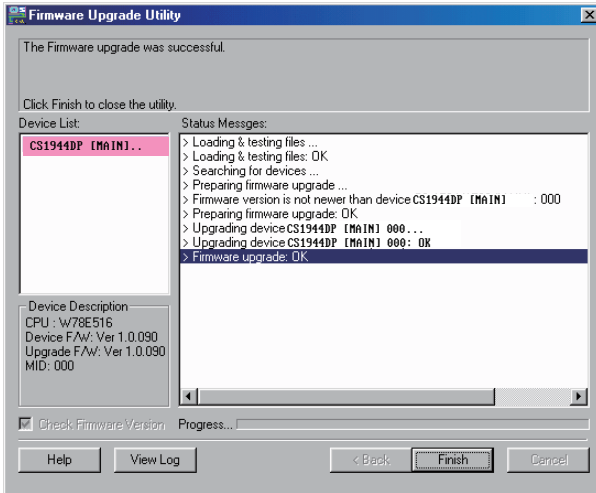 Firmware Upgrade Utility
The Firmware upgrade was successful.
Click Finish to close the utility.
Device List:
CS1944DP [MAIN]..
Status Messges:
> Loading & testing files ...
> Loading & testing files: OK
> Searching for devices ...
> Preparing firmware upgrade ...
> Firmware version is not newer than device CS1944DP [MAIN] : 000
> Preparing firmware upgrade: OK
> Upgrading device CS1944DP [MAIN] 000...
> Upgrading device CS1944DP [MAIN] 000: OK
> Firmware upgrade: OK
Device Description
CPU : W78E516
Device F/W: Ver 1.0.090
Upgrade F/W: Ver 1.0.090
MID: 000
Check Firmware Version Progress...
Help View Log < Back Finish Cancel